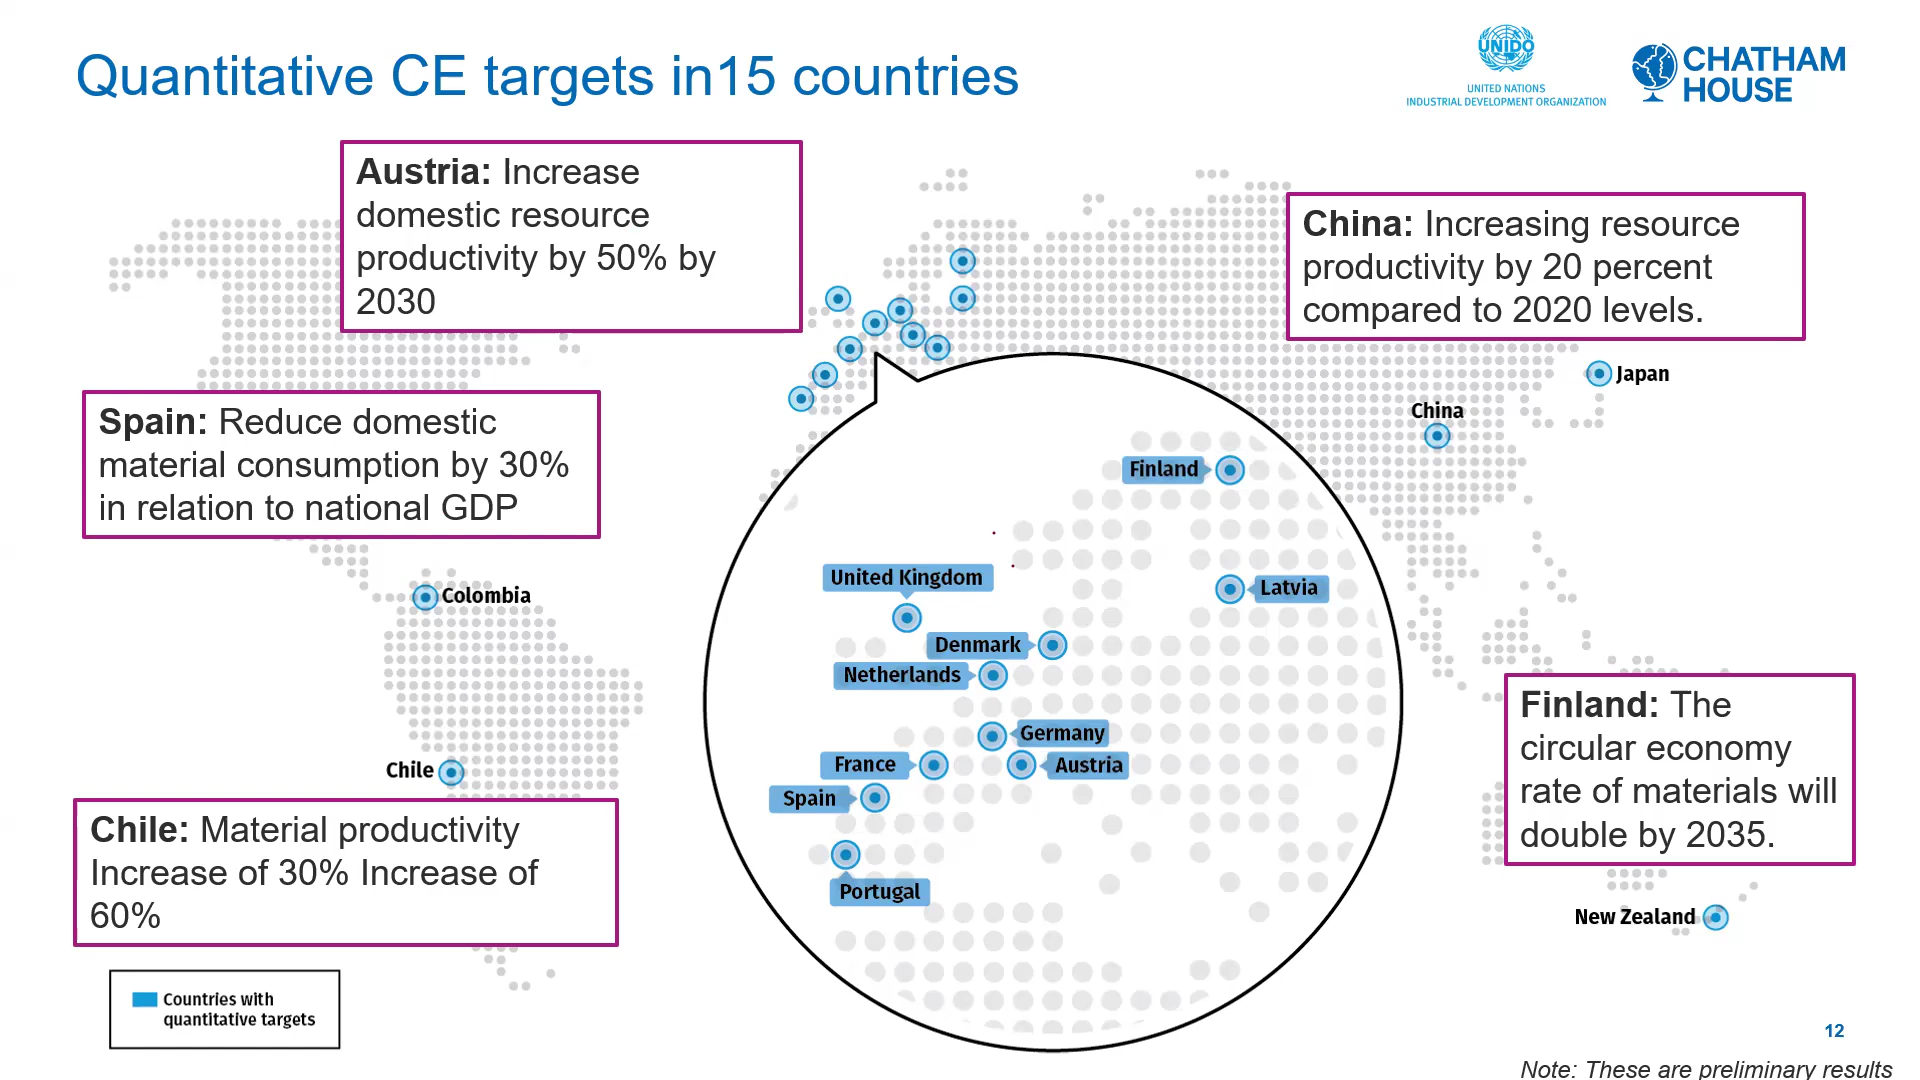 Quantitative CE targets in15 countries
UNIDO
UNITED NATIONS
INDUSTRIAL DEVELOPMENT ORGANIZATION
CHATHAM
HOUSE
Austria: Increase
domestic resource
productivity by 50% by
2030
China: Increasing resource
productivity by 20 percent
compared to 2020 levels.
Japan
China
Spain: Reduce domestic
material consumption by 30%
in relation to national GDP
Finland
United Kingdom
Latvia
Colombia
Denmark
Netherlands
Germany
France
Austria
Spain
Portugal
Chile
Chile: Material productivity
Increase of 30% Increase of
60%
Finland: The
circular economy
rate of materials will
double by 2035.
New Zealand
Countries with
quantitative targets
12
Note: These are preliminary results